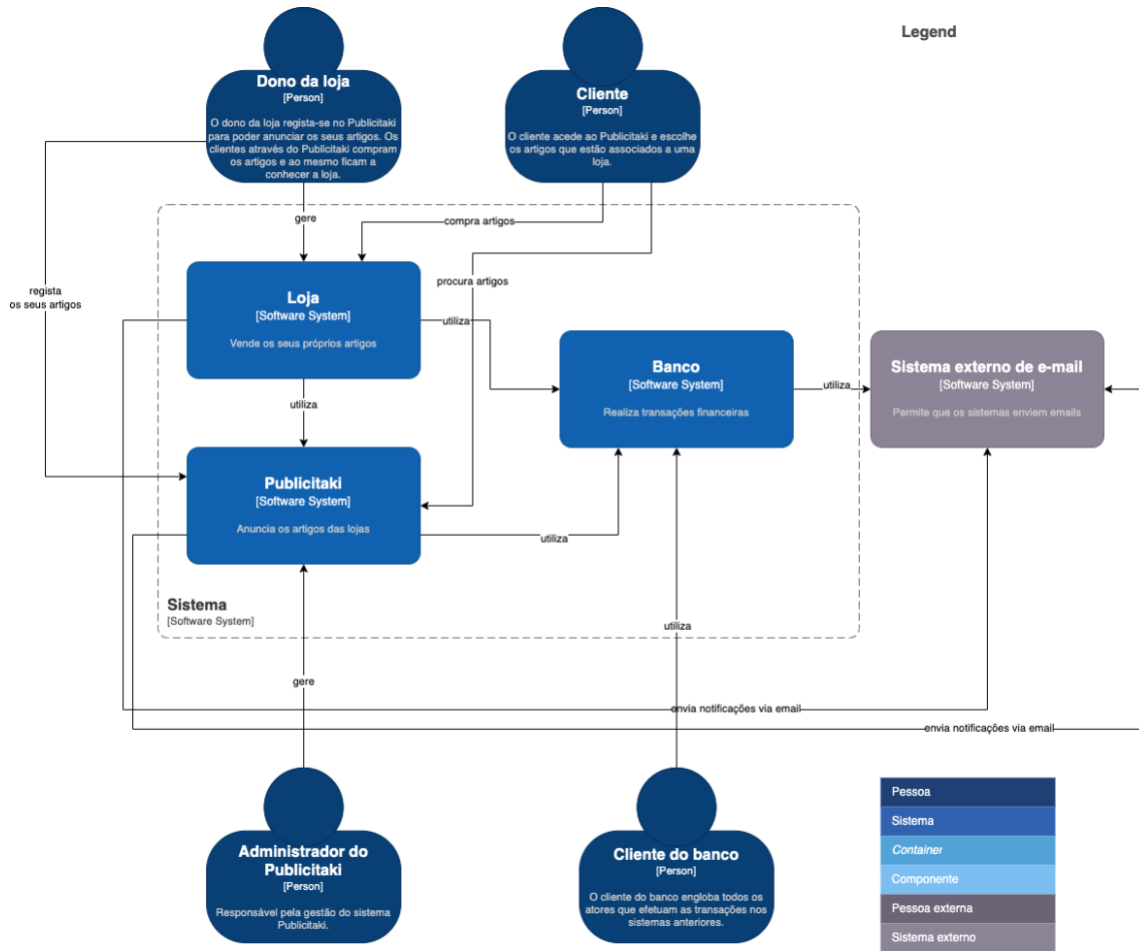 Legend
Dono da loja
[Person]
O dono da loja regista-se no Publicitaki
para poder anunciar os seus artigos. Os
clientes através do Publicitaki compram
os artigos e ao mesmo ficam a
conhecer a loja.
Cliente
[Person]
O cliente acede ao Publicitaki e escolhe
os artigos que estão associados a uma
loja.
gere
compra artigos
procura artigos
regista
os seus artigos
Loja
[Software System]
Vende os seus próprios artigos
utiliza
utiliza
Banco
[Software System]
Realiza transações financeiras
utiliza
Sistema externo de e-mail
[Software System]
Permite que os sistemas enviem emails
Publicitaki
[Software System]
Anuncia os artigos das lojas
utiliza
Sistema
[Software System]
utiliza
gere
envia notificações via email
envia notificações via email
Administrador do
Publicitaki
[Person]
Responsável pela gestão do sistema
Publicitaki.
Cliente do banco
[Person]
O cliente do banco engloba todos os
atores que efetuam as transações nos
sistemas anteriores.
Pessoa
Sistema
Container
Componente
Pessoa externa
Sistema externo